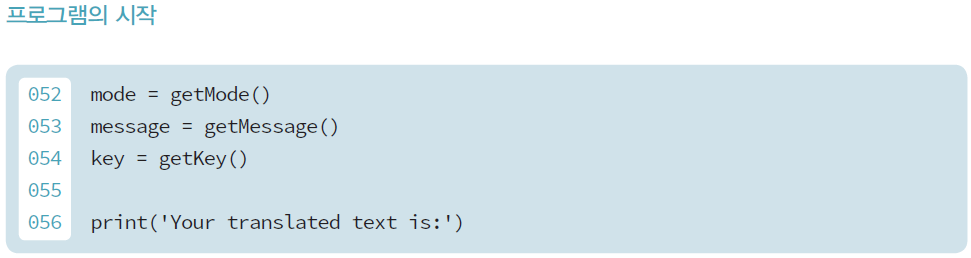 프로그램의 시작
052 mode = getMode()
053 message = getMessage()
054 key = getKey()
055
056 print('Your translated text is:')